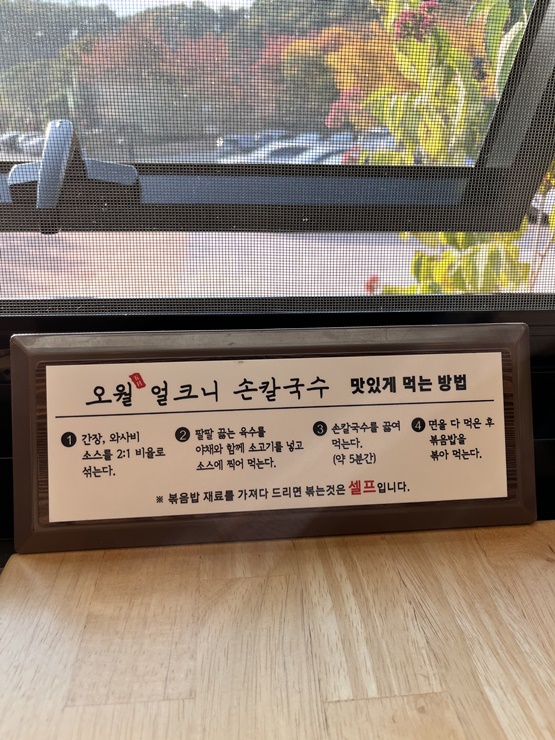 오월 얼크니 손칼국수 맛있게 먹는 방법
1 간장, 와사비
소스를 2:1 비율로
섞는다.
2 팔팔 끓는 육수를
야채와 함께 소고기를 넣고
소스에 찍어 먹는다.
3 손칼국수를 끓여
먹는다.
(약 5분간)
4 면을 다 먹은 후
볶음밥을
볶아 먹는다.
※ 볶음밥 재료를 가져다 드리면 볶는것은 셀프입니다.